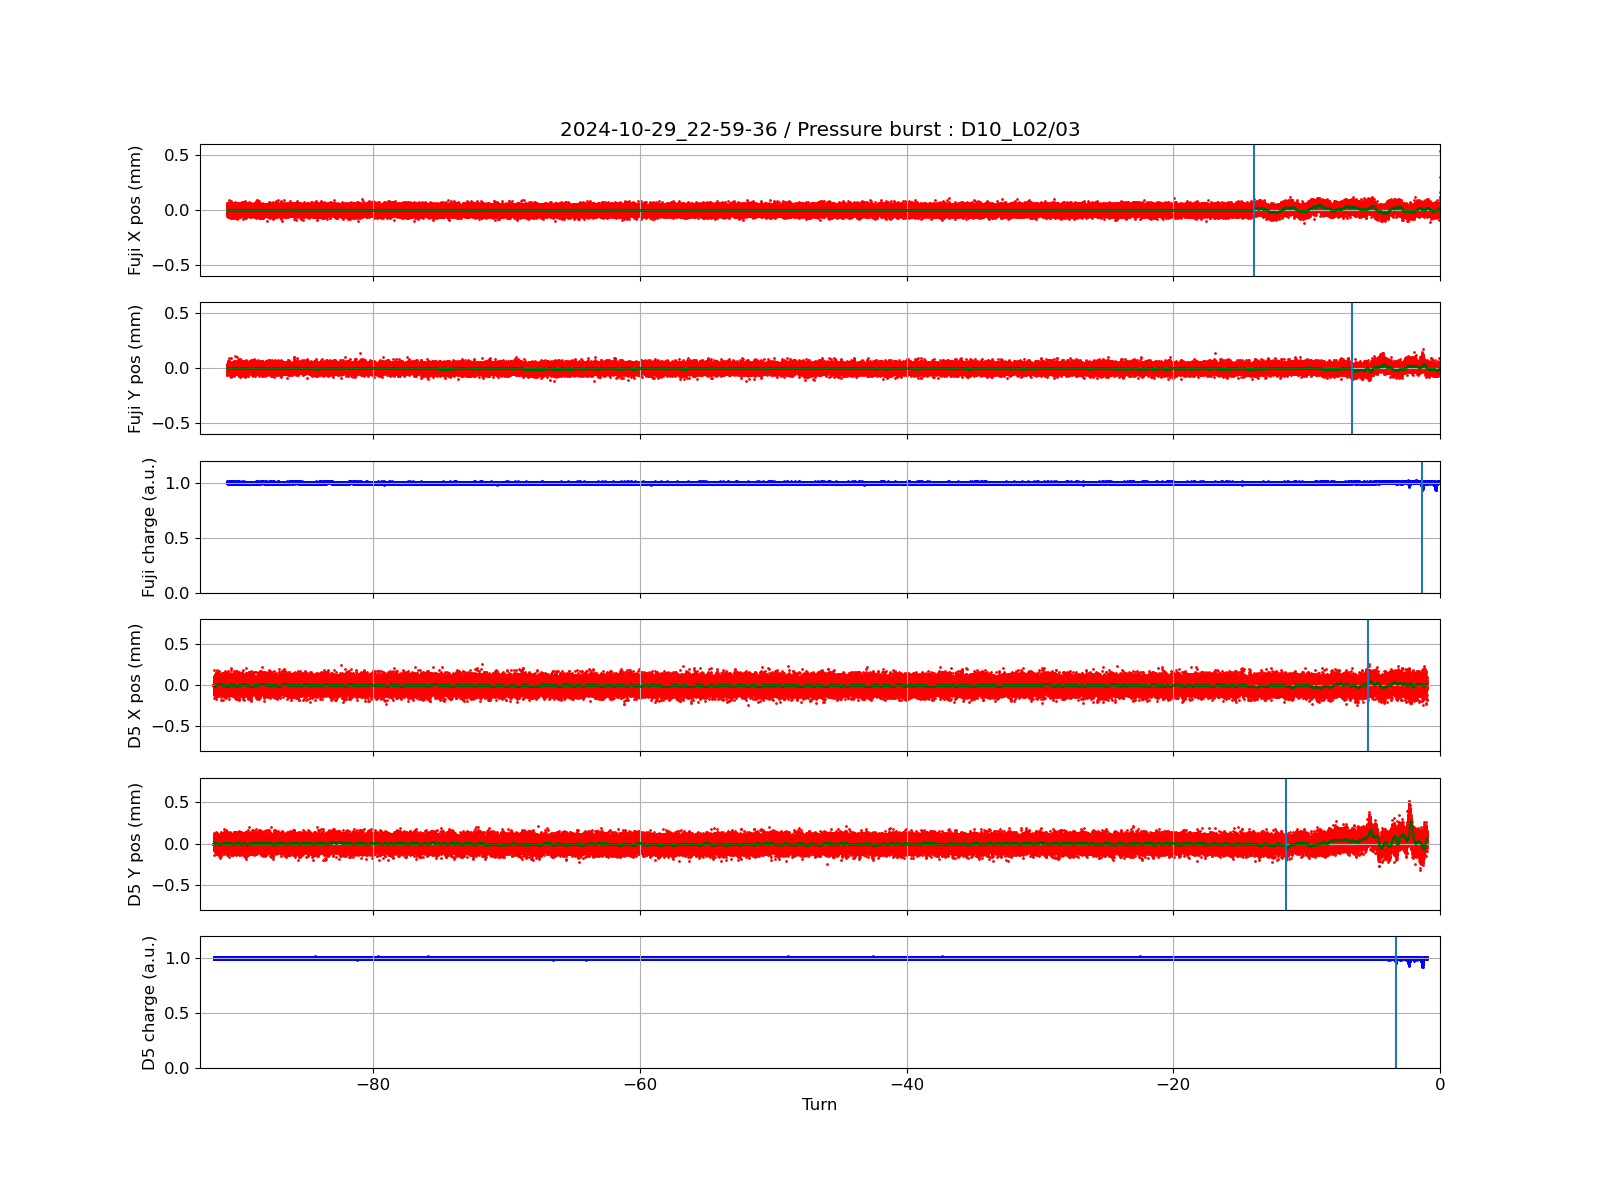 2024-10-29_22-59-36 / Pressure burst : D10_L02/03
Fuji X pos (mm)
0.5
0.0
−0.5
Fuji Y pos (mm)
0.5
0.0
−0.5
Fuji charge (a.u.)
1.0
0.5
0.0
D5 X pos (mm)
0.5
0.0
−0.5
D5 Y pos (mm)
0.5
0.0
−0.5
D5 charge (a.u.)
1.0
0.5
0.0
−80 −60 −40 −20 0
Turn